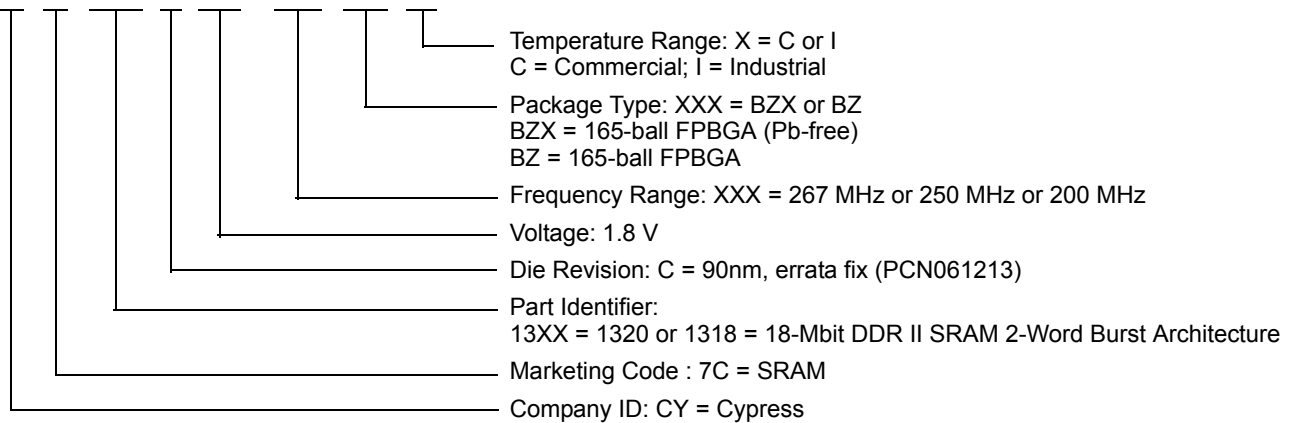 Temperature Range: X = C or I
C = Commercial; I = Industrial
Package Type: XXX = BZX or BZ
BZX = 165-ball FPBGA (Pb-free)
BZ = 165-ball FPBGA
Frequency Range: XXX = 267 MHz or 250 MHz or 200 MHz
Voltage: 1.8 V
Die Revision: C = 90nm, errata fix (PCN061213)
Part Identifier:
13XX = 1320 or 1318 = 18-Mbit DDR II SRAM 2-Word Burst Architecture
Marketing Code : 7C = SRAM
Company ID: CY = Cypress